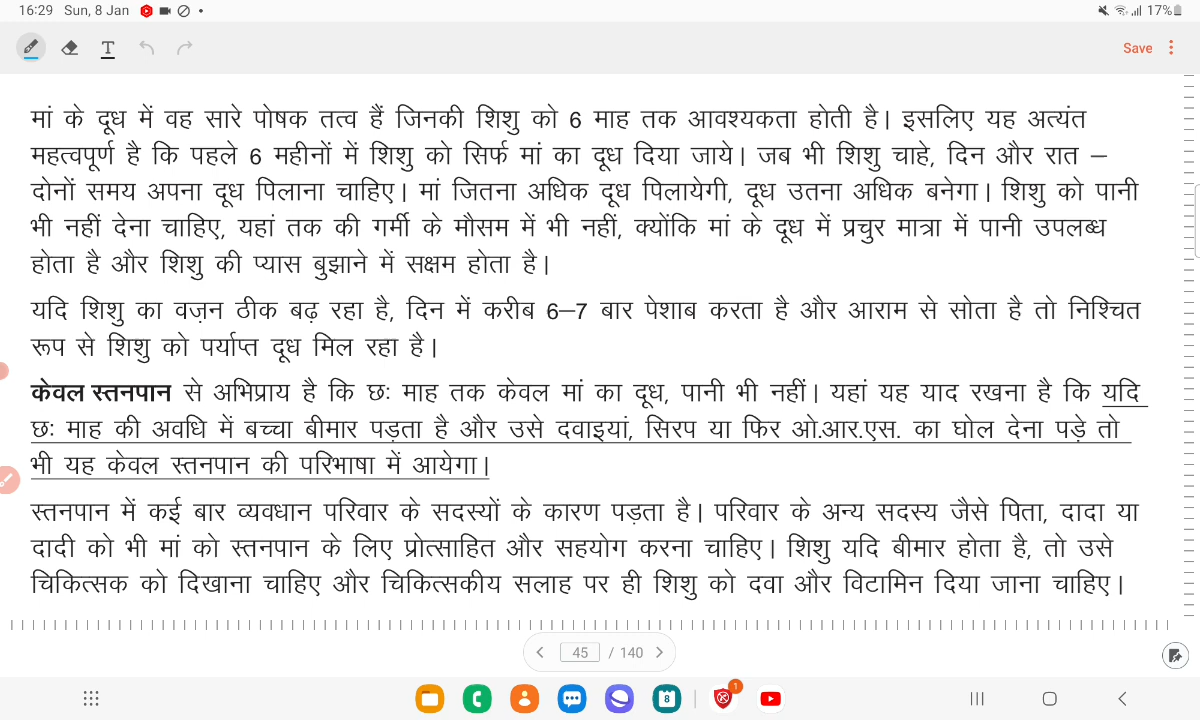 16:29 Sun, 8 Jan
17%
T
Save
मां के दूध में वह सारे पोषक तत्व हैं जिनकी शिशु को 6 माह तक आवश्यकता होती है। इसलिए यह अत्यंत
महत्वपूर्ण है कि पहले 6 महीनों में शिशु को सिर्फ मां का दूध दिया जाये। जब भी शिशु चाहे, दिन और रात –
दोनों समय अपना दूध पिलाना चाहिए। मां जितना अधिक दूध पिलायेगी, दूध उतना अधिक बनेगा। शिशु को पानी
भी नहीं देना चाहिए, यहां तक की गर्मी के मौसम में भी नहीं, क्योंकि मां के दूध में प्रचुर मात्रा में पानी उपलब्ध
होता है और शिशु की प्यास बुझाने में सक्षम होता है।
यदि शिशु का वज़न ठीक बढ़ रहा है, दिन में करीब 6–7 बार पेशाब करता है और आराम से सोता है तो निश्चित
रूप से शिशु को पर्याप्त दूध मिल रहा है।
केवल स्तनपान से अभिप्राय है कि छः माह तक केवल मां का दूध, पानी भी नहीं। यहां यह याद रखना है कि यदि
छः माह की अवधि में बच्चा बीमार पड़ता है और उसे दवाइयां, सिरप या फिर ओ.आर.एस. का घोल देना पड़े तो
भी यह केवल स्तनपान की परिभाषा में आयेगा।
स्तनपान में कई बार व्यवधान परिवार के सदस्यों के कारण पड़ता है। परिवार के अन्य सदस्य जैसे पिता, दादा या
दादी को भी मां को स्तनपान के लिए प्रोत्साहित और सहयोग करना चाहिए। शिशु यदि बीमार होता है, तो उसे
चिकित्सक को दिखाना चाहिए और चिकित्सकीय सलाह पर ही शिशु को दवा और विटामिन दिया जाना चाहिए।
45 / 140
8
1